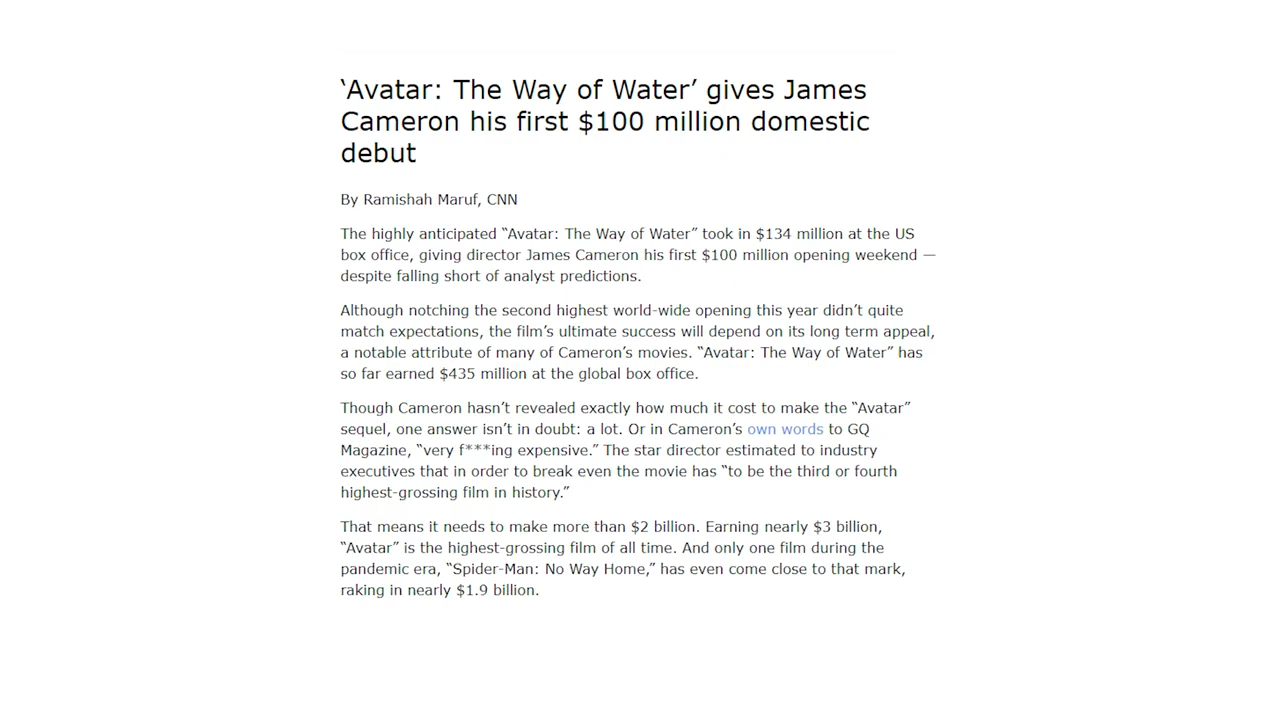 ‘Avatar: The Way of Water’ gives James
Cameron his first $100 million domestic
debut
By Ramishah Maruf, CNN
The highly anticipated “Avatar: The Way of Water” took in $134 million at the US
box office, giving director James Cameron his first $100 million opening weekend —
despite falling short of analyst predictions.
Although notching the second highest world-wide opening this year didn’t quite
match expectations, the film’s ultimate success will depend on its long term appeal,
a notable attribute of many of Cameron’s movies. “Avatar: The Way of Water” has
so far earned $435 million at the global box office.
Though Cameron hasn’t revealed exactly how much it cost to make the “Avatar”
sequel, one answer isn’t in doubt: a lot. Or in Cameron’s own words to GQ
Magazine, “very f***ing expensive.” The star director estimated to industry
executives that in order to break even the movie has “to be the third or fourth
highest-grossing film in history.”
That means it needs to make more than $2 billion. Earning nearly $3 billion,
“Avatar” is the highest-grossing film of all time. And only one film during the
pandemic era, “Spider-Man: No Way Home,” has even come close to that mark,
raking in nearly $1.9 billion.